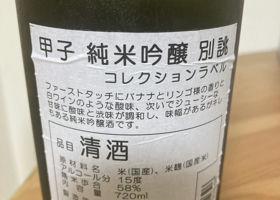 甲子 純米吟醸 別誂
コレクションラベル
ファーストタッチにバナナとリンゴ様の香りと
白ワインのような酸味、次いでジューシーな
甘味と酸味と渋味が調和し、味幅がありキレ
もある純米吟醸酒です。
品目 清酒
原材料名 米(国産)、米麹(国産米)
アルコール分 15度
精米歩合 58%
内容量 720ml